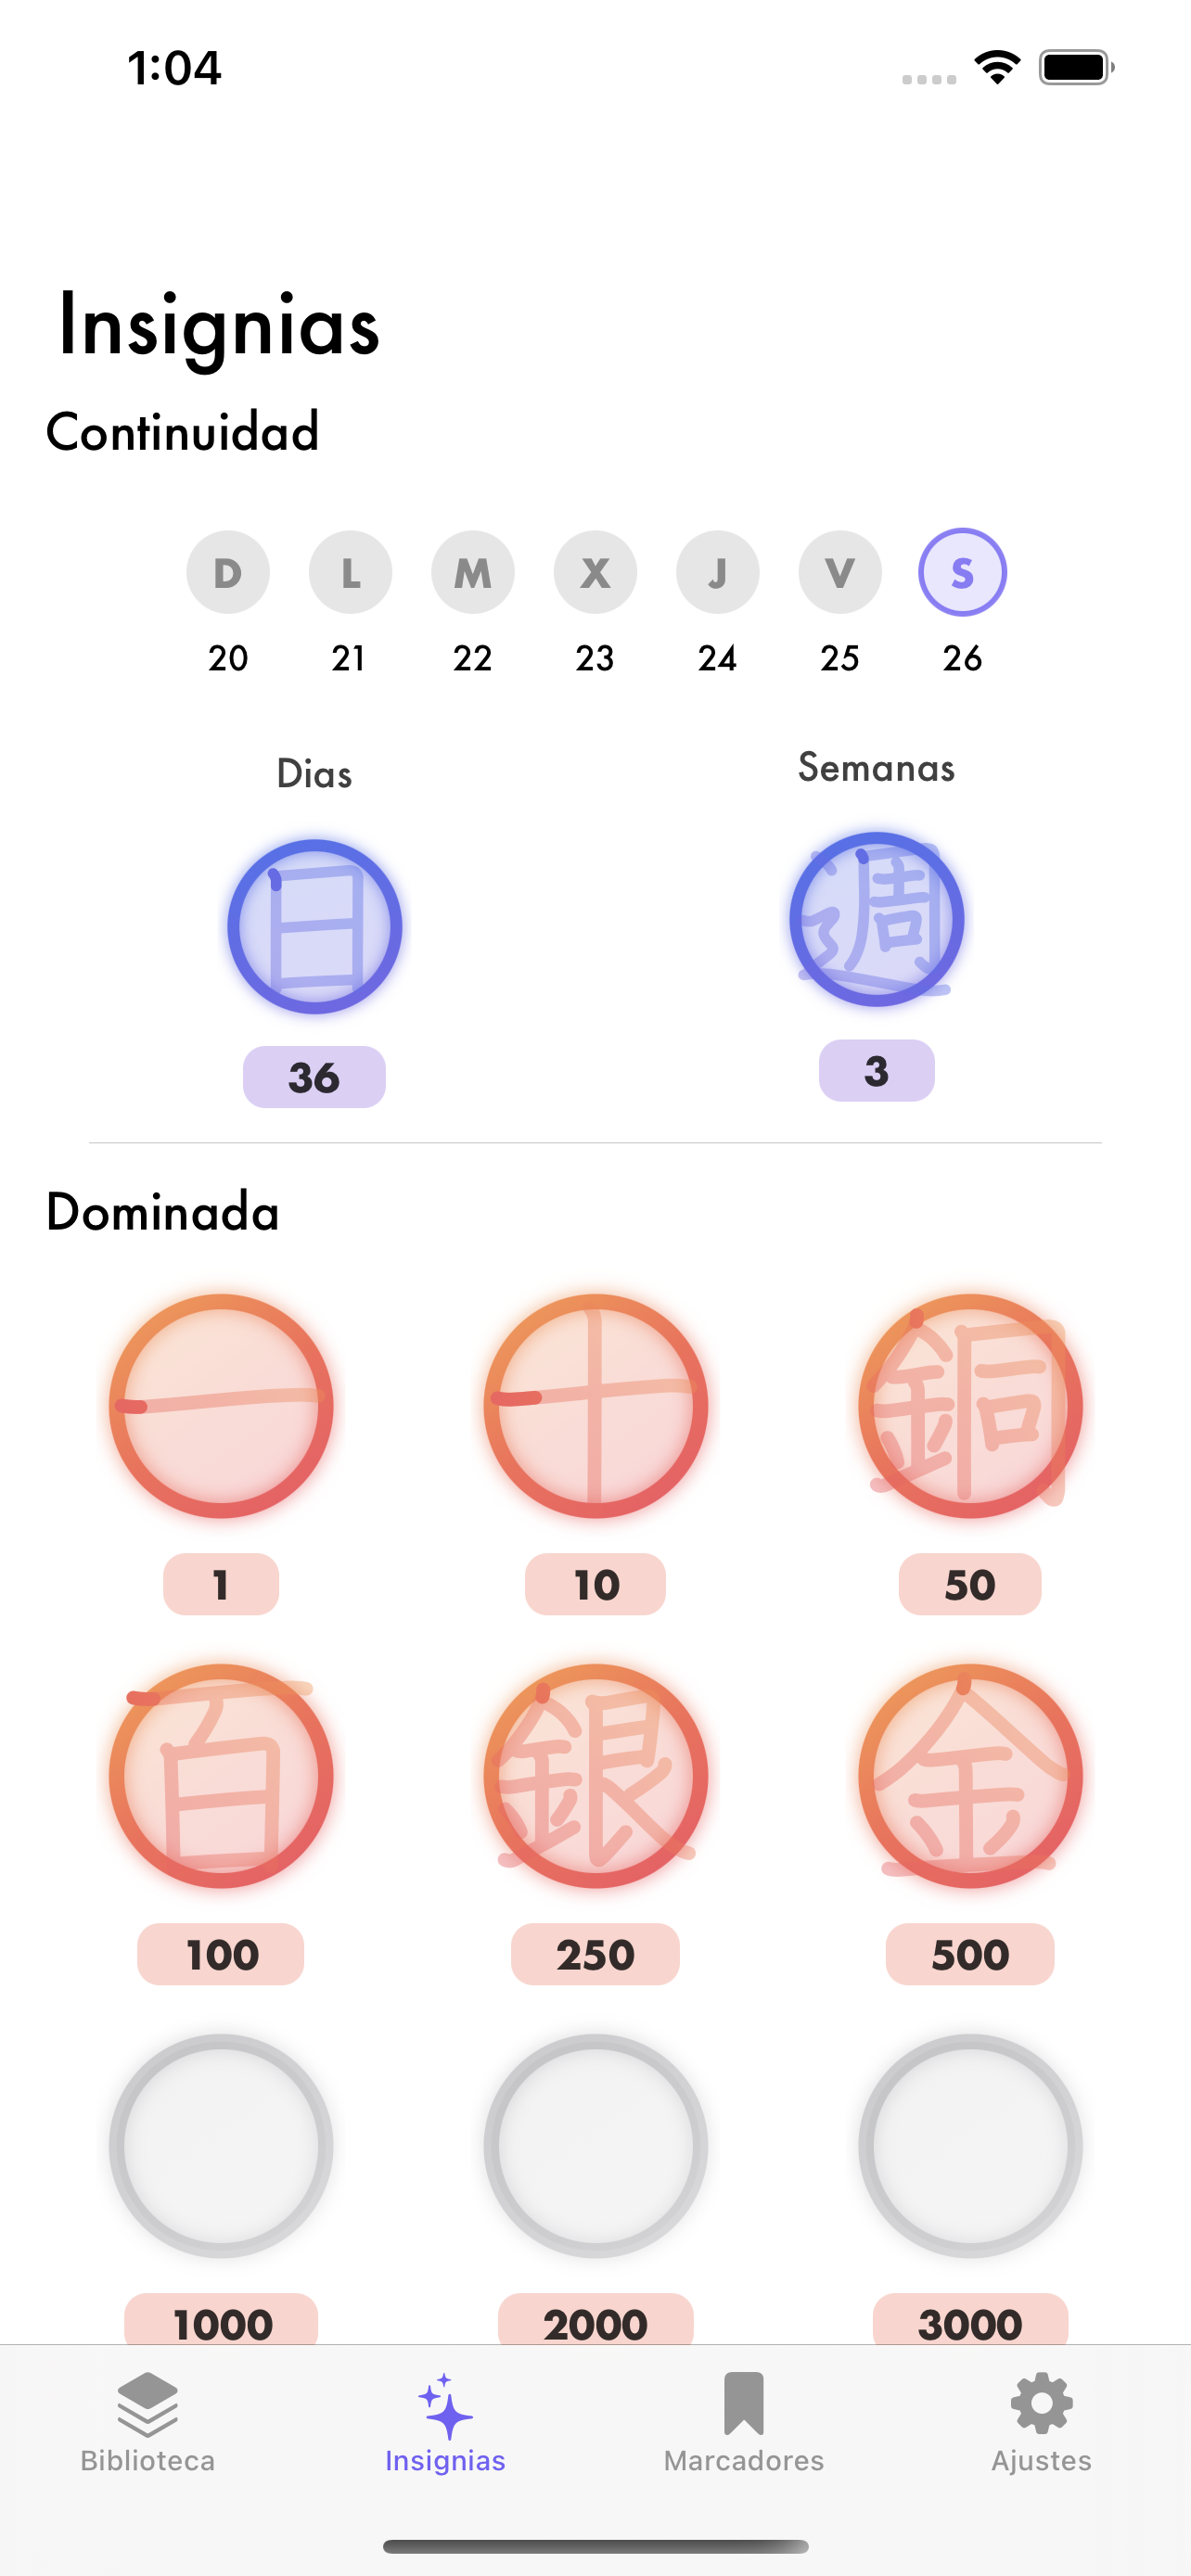 1:04
Insignias
Continuidad
D L M X J V S
20 21 22 23 24 25 26
Dias Semanas
日 週
36 3
Dominada
一 十 銅
1 10 50
百 銀 金
100 250 500
1000 2000 3000
Biblioteca Insignias Marcadores Ajustes